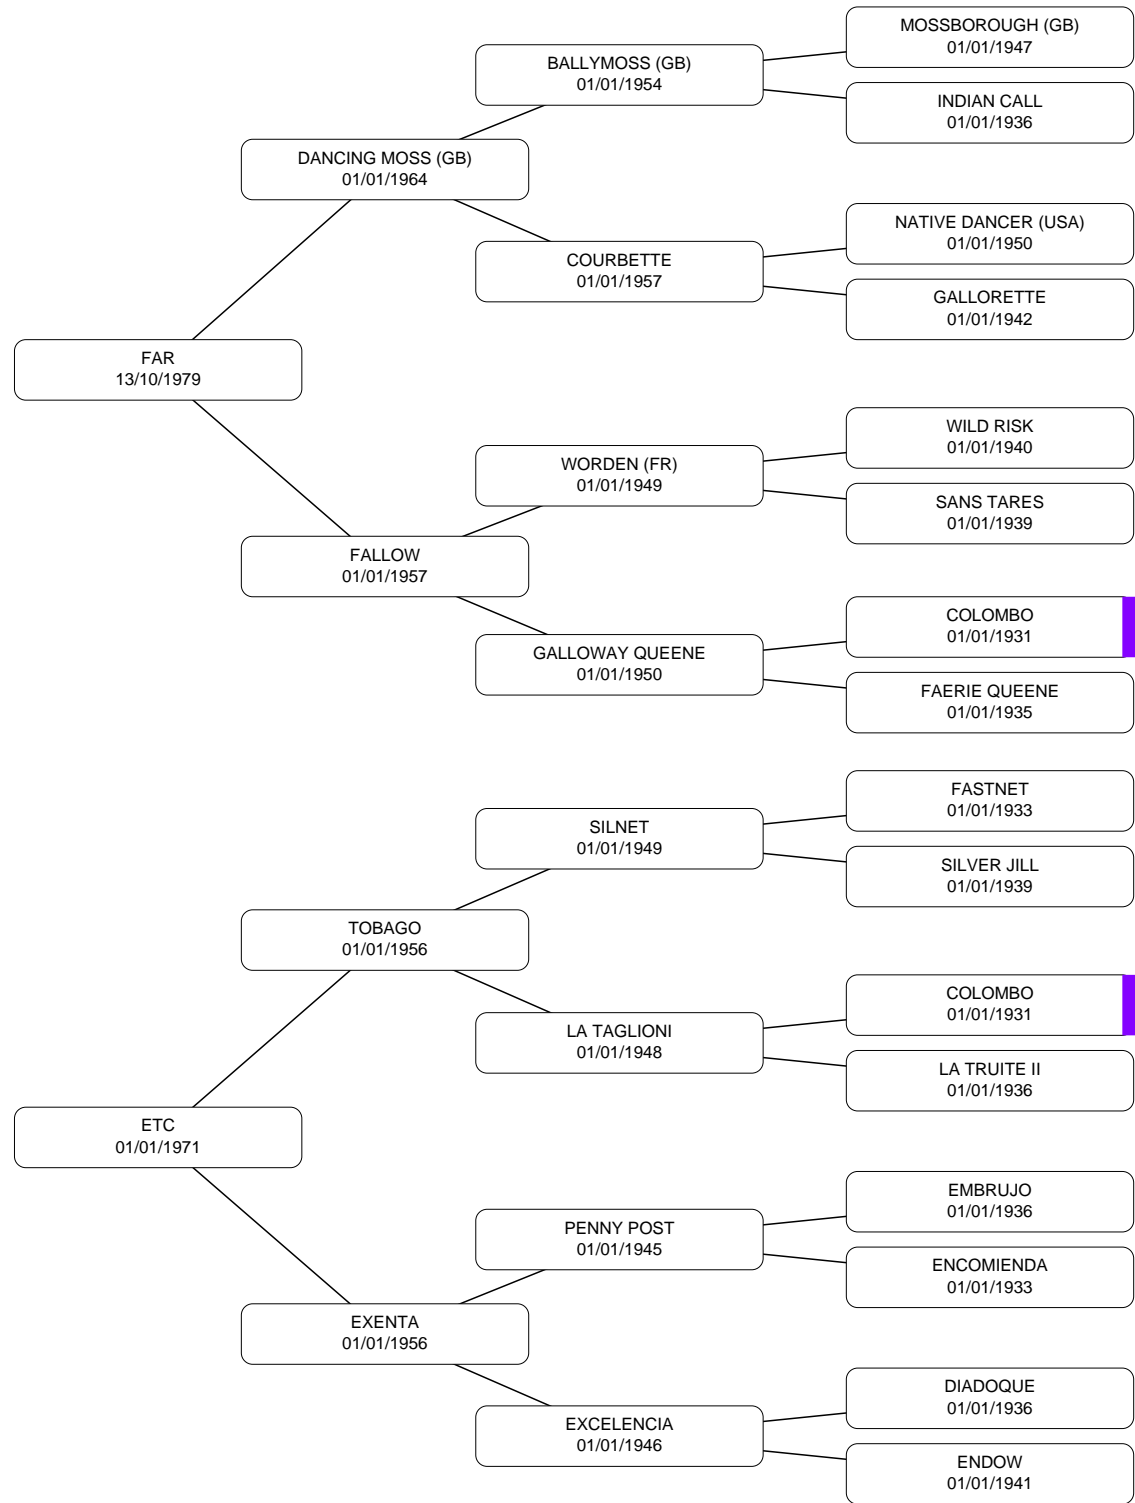 MOSSBOROUGH (GB)
01/01/1947
BALLYMOSS (GB)
01/01/1954
INDIAN CALL
01/01/1936
DANCING MOSS (GB)
01/01/1964
NATIVE DANCER (USA)
01/01/1950
COURBETTE
01/01/1957
GALLORETTE
01/01/1942
FAR
13/10/1979
WILD RISK
01/01/1940
WORDEN (FR)
01/01/1949
SANS TARES
01/01/1939
FALLOW
01/01/1957
COLOMBO
01/01/1931
GALLOWAY QUEENE
01/01/1950
FAERIE QUEENE
01/01/1935
FASTNET
01/01/1933
SILNET
01/01/1949
SILVER JILL
01/01/1939
TOBAGO
01/01/1956
COLOMBO
01/01/1931
LA TAGLIONI
01/01/1948
LA TRUITE II
01/01/1936
ETC
01/01/1971
EMBRUJO
01/01/1936
PENNY POST
01/01/1945
ENCOMIENDA
01/01/1933
EXENTA
01/01/1956
DIADOQUE
01/01/1936
EXCELENCIA
01/01/1946
ENDOW
01/01/1941